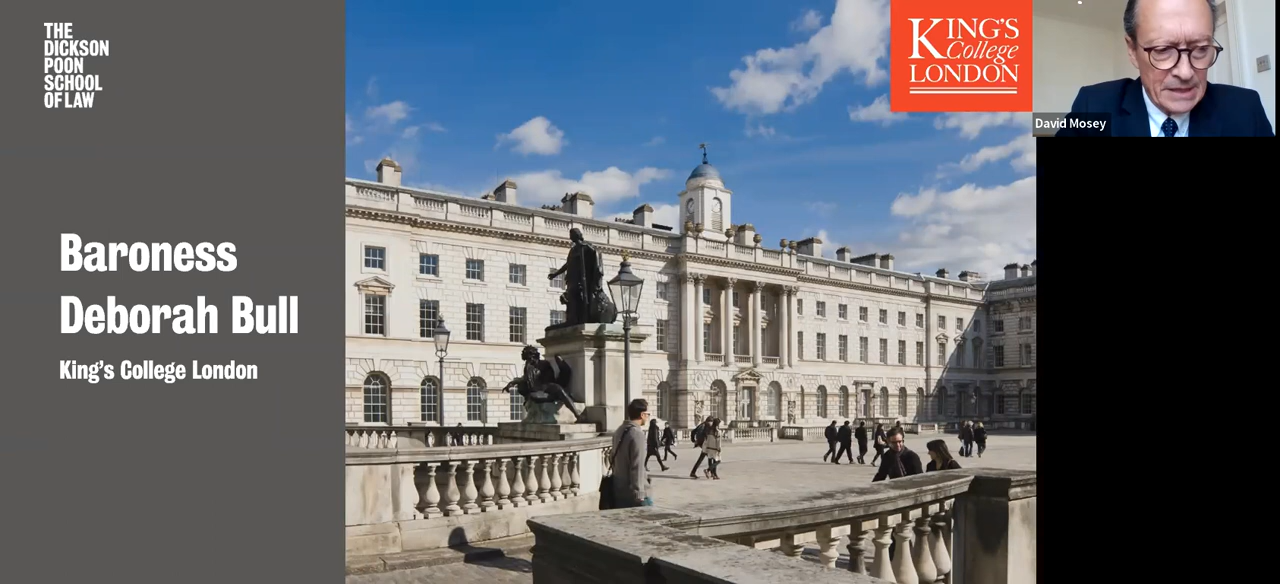 THE
DICKSON
POON
SCHOOL
OF LAW
Baroness
Deborah Bull
King's College London
KING'S
College
LONDON
David Mosey